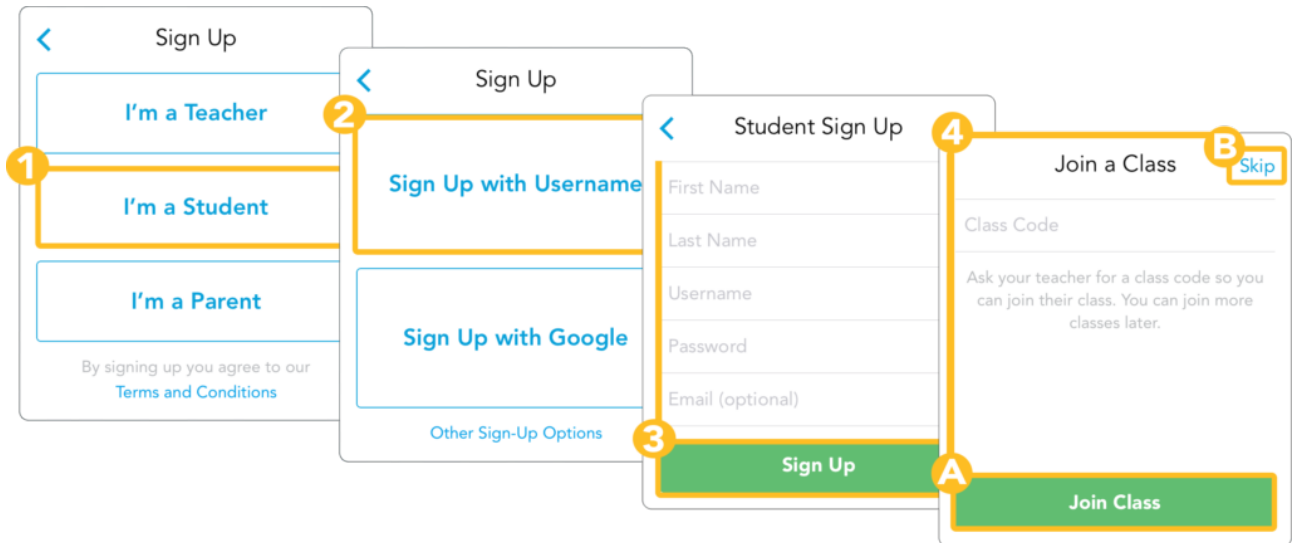 Sign Up
I'm a Teacher
1
I'm a Student
I'm a Parent
By signing up you agree to our
Terms and Conditions
Sign Up
2
Sign Up with Username
Sign Up with Google
Other Sign-Up Options
Student Sign Up
First Name
Last Name
Username
Password
Email (optional)
3
Sign Up
4
B
Join a Class
Skip
Class Code
Ask your teacher for a class code so you
can join their class. You can join more
classes later.
A
Join Class